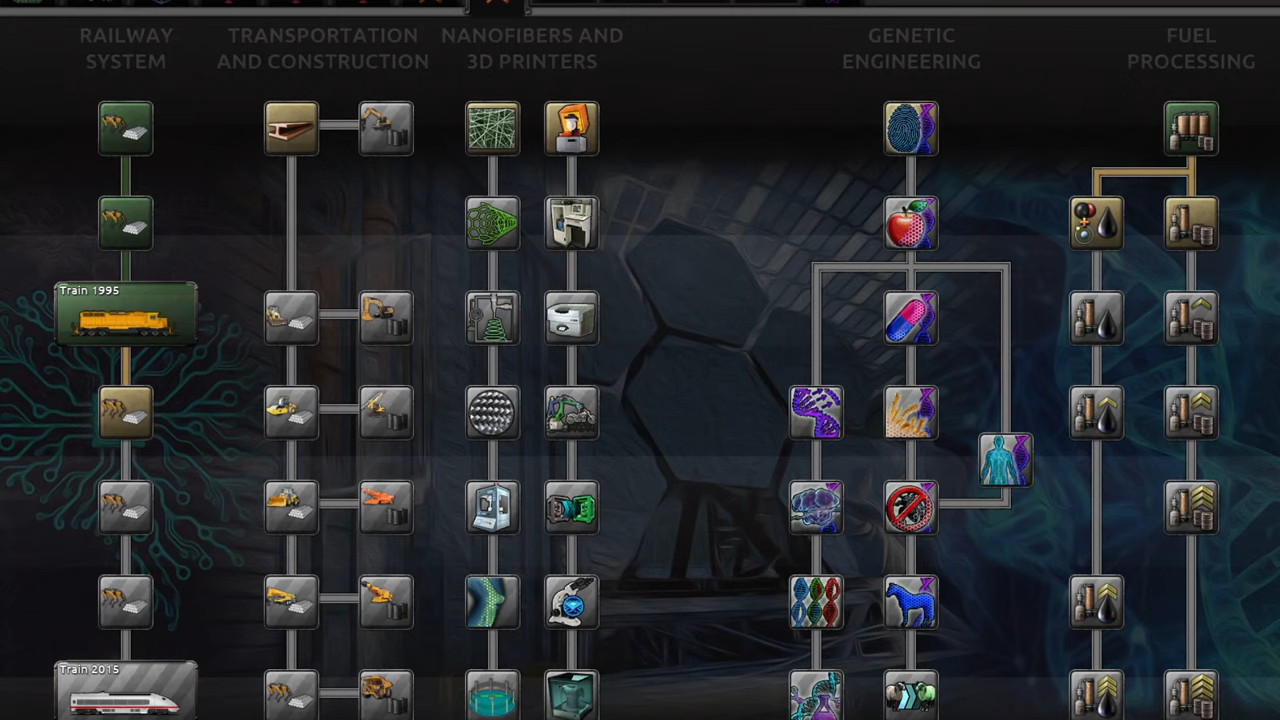 RAILWAY
SYSTEM
TRANSPORTATION
AND CONSTRUCTION
NANOFIBERS AND
3D PRINTERS
GENETIC
ENGINEERING
FUEL
PROCESSING
Train 1995
Train 2015